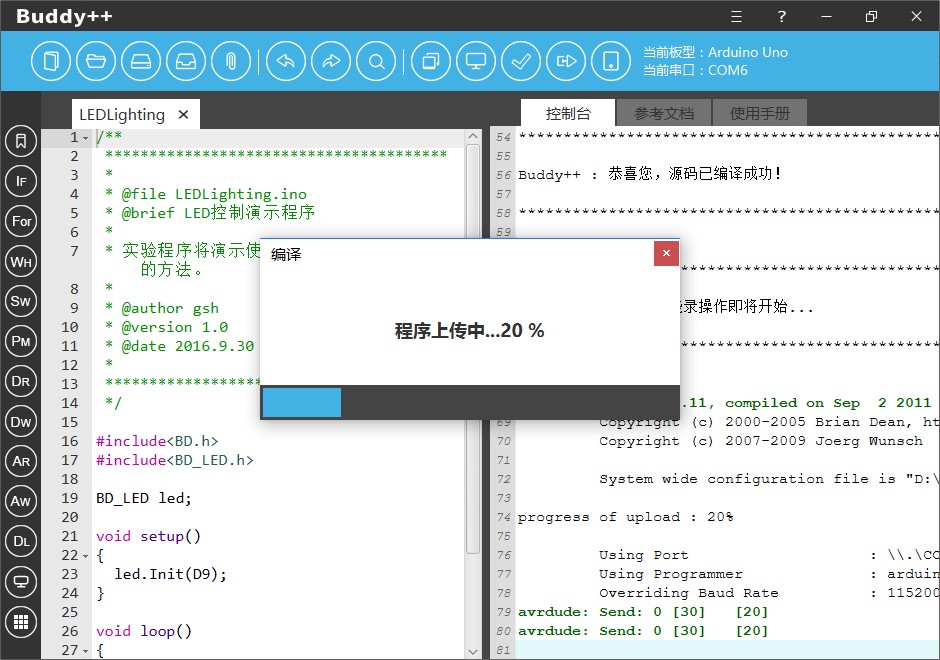 Buddy++
?
当前板型：Arduino Uno
当前串口：COM6
LEDLighting ×
控制台 参考文档 使用手册
IF
For
WH
SW
PM
DR
DW
AR
AW
DL
1 /**
2 **************************************
3 *
4 * @file LEDLighting.ino
5 * @brief LED控制演示程序
6 *
7 * 实验程序将演示使
的方法。
8 *
9 * @author gsh
10 * @version 1.0
11 * @date 2016.9.30
12 *
13 *****************
14 */
15
16 #include<BD.h>
17 #include<BD_LED.h>
18
19 BD_LED led;
20
21 void setup()
22 {
23 led.Init(D9);
24 }
25
26 void loop()
27 {
编译 ×
程序上传中...20 %
54 ***********************************************
55
56 Buddy++ : 恭喜您，源码已编译成功!
57
58 ***********************************************
59
*****************************
录操作即将开始...
*****************************
.11, compiled on Sep 2 2011
69 Copyright (c) 2000-2005 Brian Dean, ht
70 Copyright (c) 2007-2009 Joerg Wunsch
71
72 System wide configuration file is "D:\
73
74 progress of upload : 20%
75
76 Using Port : \\.\CO
77 Using Programmer : arduin
78 Overriding Baud Rate : 115200
79 avrdude: Send: 0 [30] [20]
80 avrdude: Send: 0 [30] [20]
81